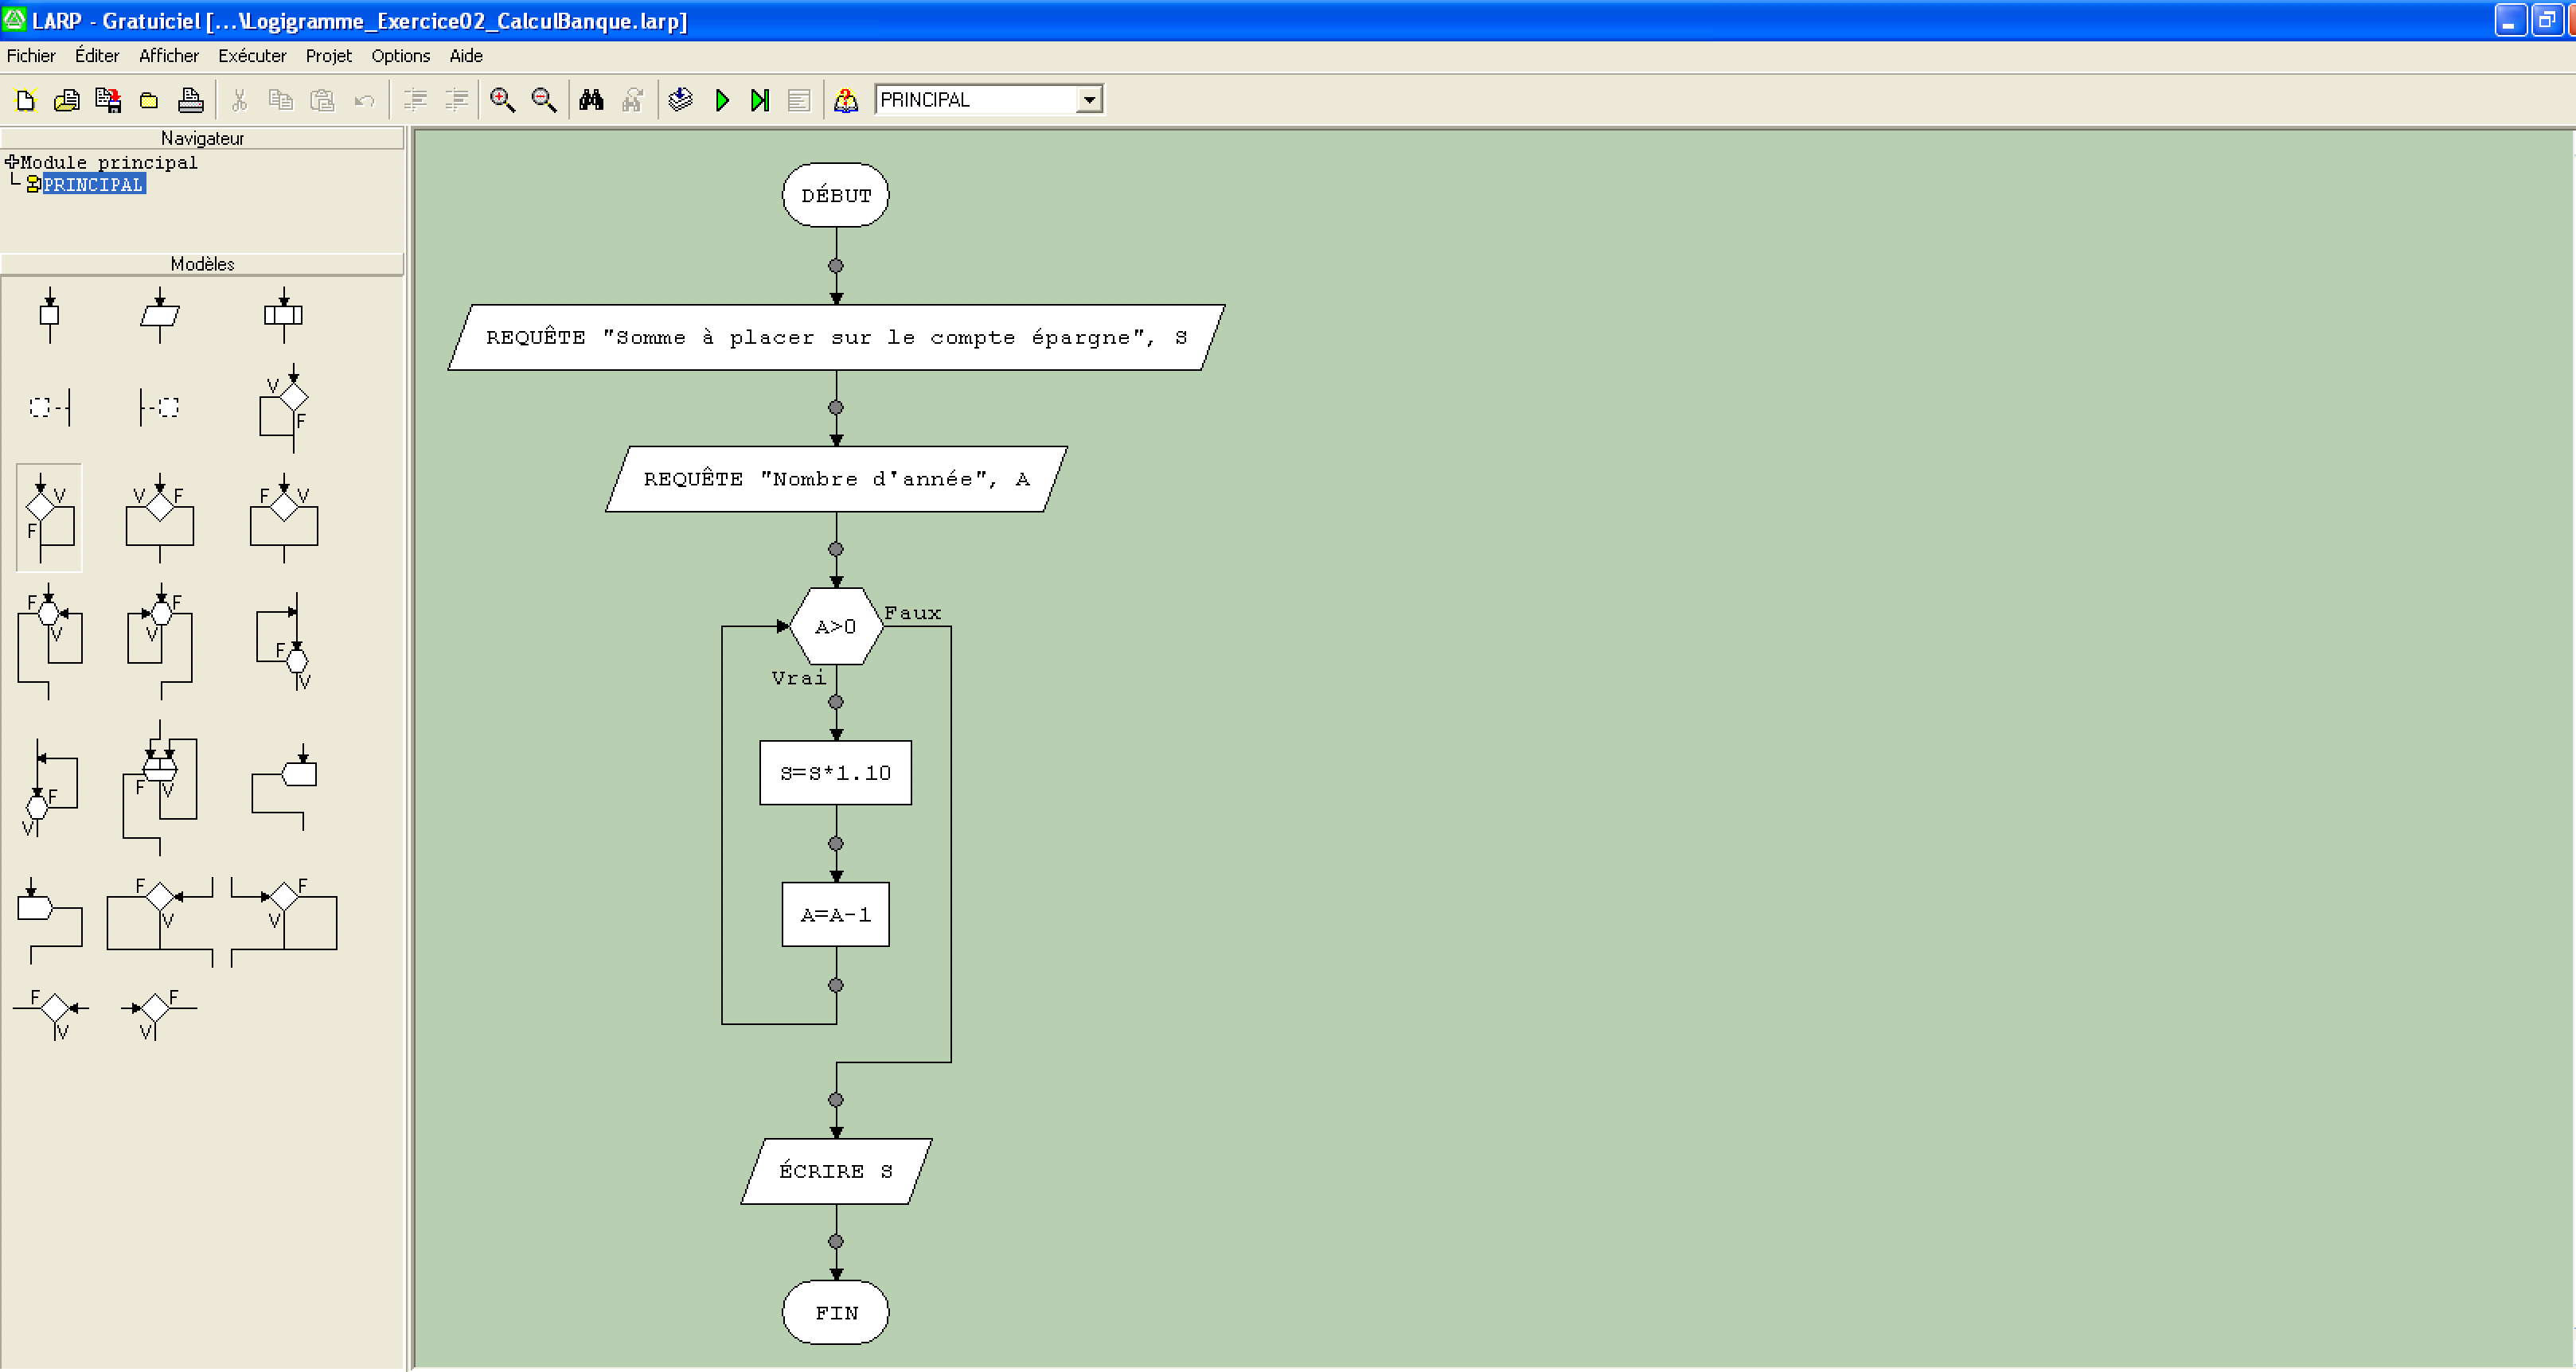 LARP - Gratuiciel [...\Logigramme_Exercice02_CalculBanque.larp]
Fichier Éditer Afficher Exécuter Projet Options Aide
PRINCIPAL
Navigateur
Module principal
PRINCIPAL
Modèles
V
F
V
F
V F
F V
F
V
F
V
F
V
F
V
F
V
F
V
F
V
F
V
F
V
DÉBUT
REQUÊTE "Somme à placer sur le compte épargne", S
REQUÊTE "Nombre d'année", A
A>0
Faux
Vrai
S=S*1.10
A=A-1
ÉCRIRE S
FIN